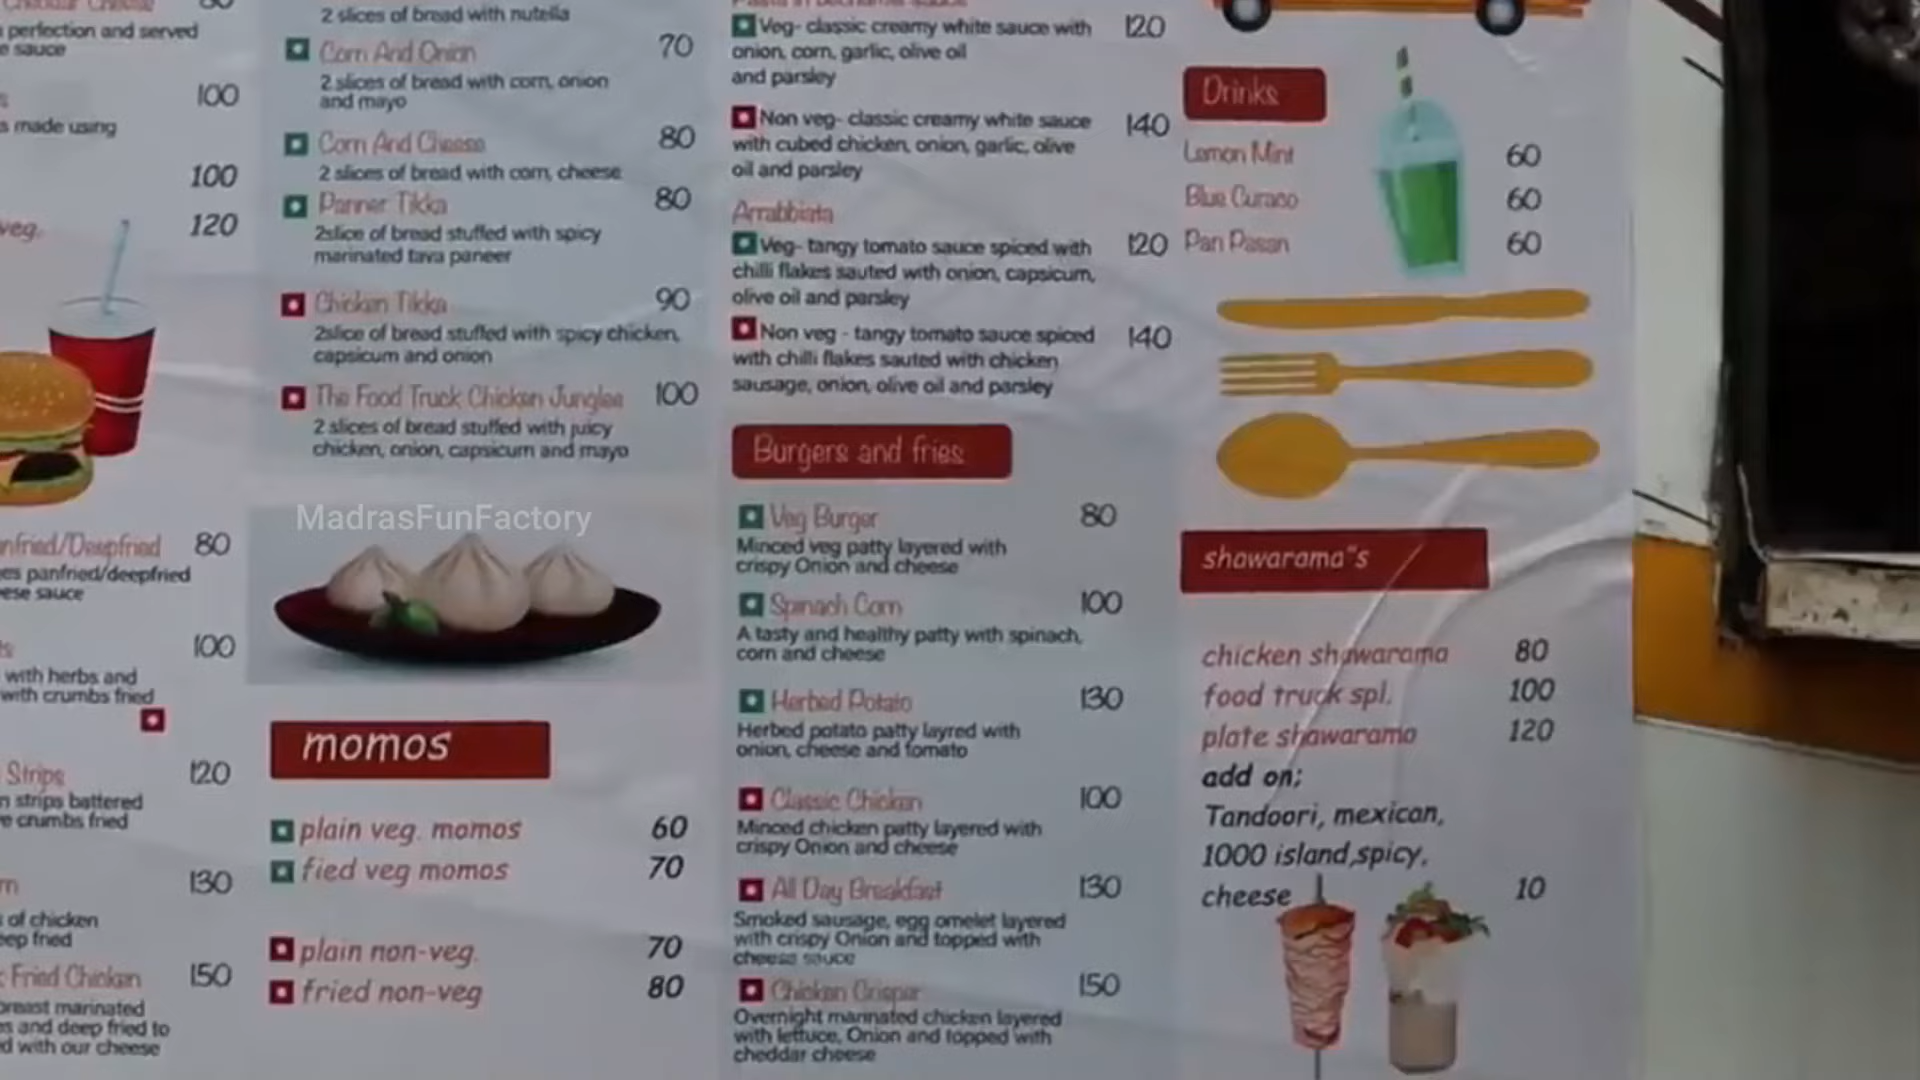 perfection and served
e sauce
100
s made using
100
veg. 120
nfried/Deepfried 80
es panfried/deepfried
ese sauce
100
with herbs and
with crumbs fried
Strips 120
n strips battered
e crumbs fried
130
s of chicken
eep fried
Fried Chicken 150
breast marinated
s and deep fried to
d with our cheese
2 slices of bread with nutella
Corn And Onion 70
2 slices of bread with corn, onion
and mayo
Corn And Cheese 80
2 slices of bread with corn, cheese
Panner Tikka 80
2slice of bread stuffed with spicy
marinated tava paneer
Chicken Tikka 90
2slice of bread stuffed with spicy chicken,
capsicum and onion
The Food Truck Chicken Junglee 100
2 slices of bread stuffed with juicy
chicken, onion, capsicum and mayo
MadrasFunFactory
momos
plain veg. momos 60
fied veg momos 70
plain non-veg. 70
fried non-veg 80
Veg- classic creamy white sauce with 120
onion, corn, garlic, olive oil
and parsley
Non veg- classic creamy white sauce 140
with cubed chicken, onion, garlic, olive
oil and parsley
Arrabbiata
Veg- tangy tomato sauce spiced with 120
chilli flakes sauted with onion, capsicum,
olive oil and parsley
Non veg - tangy tomato sauce spiced 140
with chilli flakes sauted with chicken
sausage, onion, olive oil and parsley
Burgers and fries
Veg Burger 80
Minced veg patty layered with
crispy Onion and cheese
Spinach Corn 100
A tasty and healthy patty with spinach,
corn and cheese
Herbed Potato 130
Herbed potato patty layred with
onion, cheese and tomato
Classic Chicken 100
Minced chicken patty layered with
crispy Onion and cheese
All Day Breakfast 130
Smoked sausage, egg omelet layered
with crispy Onion and topped with
cheese sauce
Chicken Crisper 150
Overnight marinated chicken layered
with lettuce, Onion and topped with
cheddar cheese
Drinks
Lemon Mint 60
Blue Curaco 60
Pan Pasan 60
shawarama"s
chicken shawarama 80
food truck spl. 100
plate shawarama 120
add on;
Tandoori, mexican,
1000 island,spicy,
cheese 10